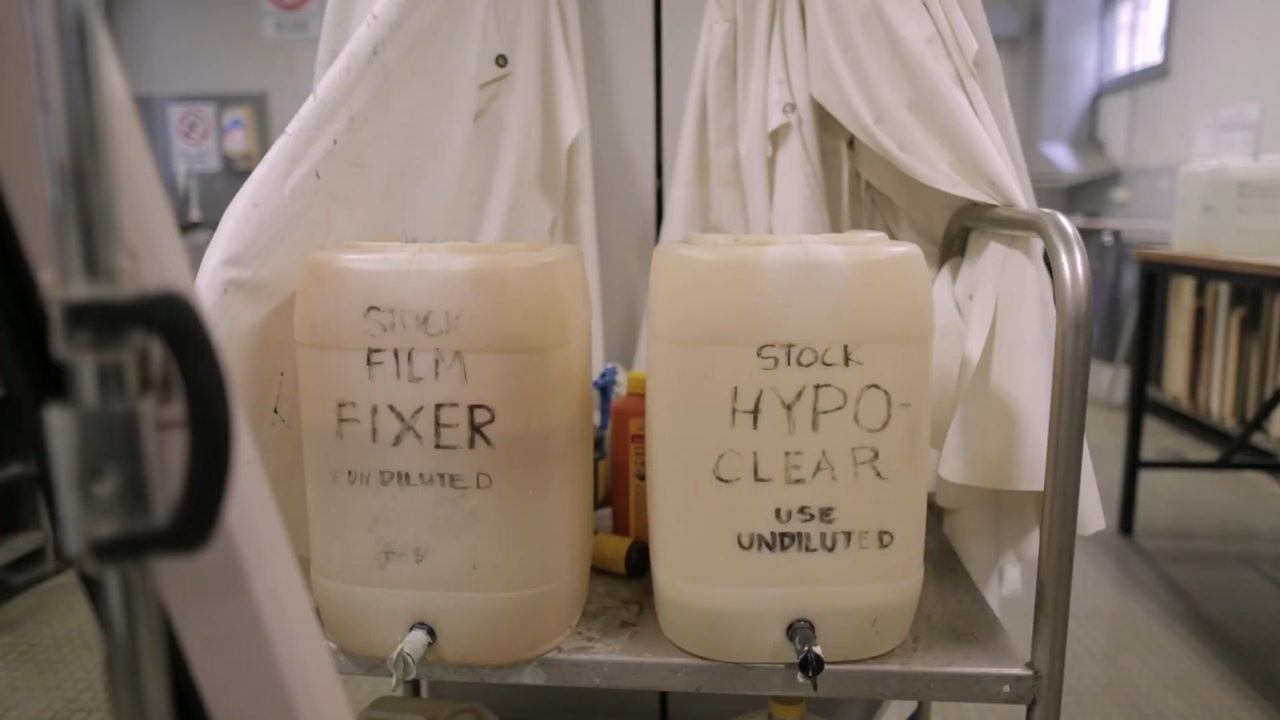 STOCK
FILM
FIXER
UNDILUTED
STOCK
HYPO-
CLEAR
USE
UNDILUTED